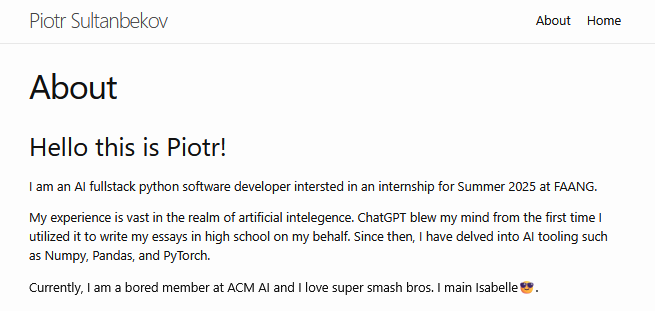 Piotr Sultanbekov
About Home
About
Hello this is Piotr!
I am an AI fullstack python software developer intersted in an internship for Summer 2025 at FAANG.
My experience is vast in the realm of artificial intelegence. ChatGPT blew my mind from the first time I
utilized it to write my essays in high school on my behalf. Since then, I have delved into AI tooling such
as Numpy, Pandas, and PyTorch.
Currently, I am a bored member at ACM AI and I love super smash bros. I main Isabelle😎.